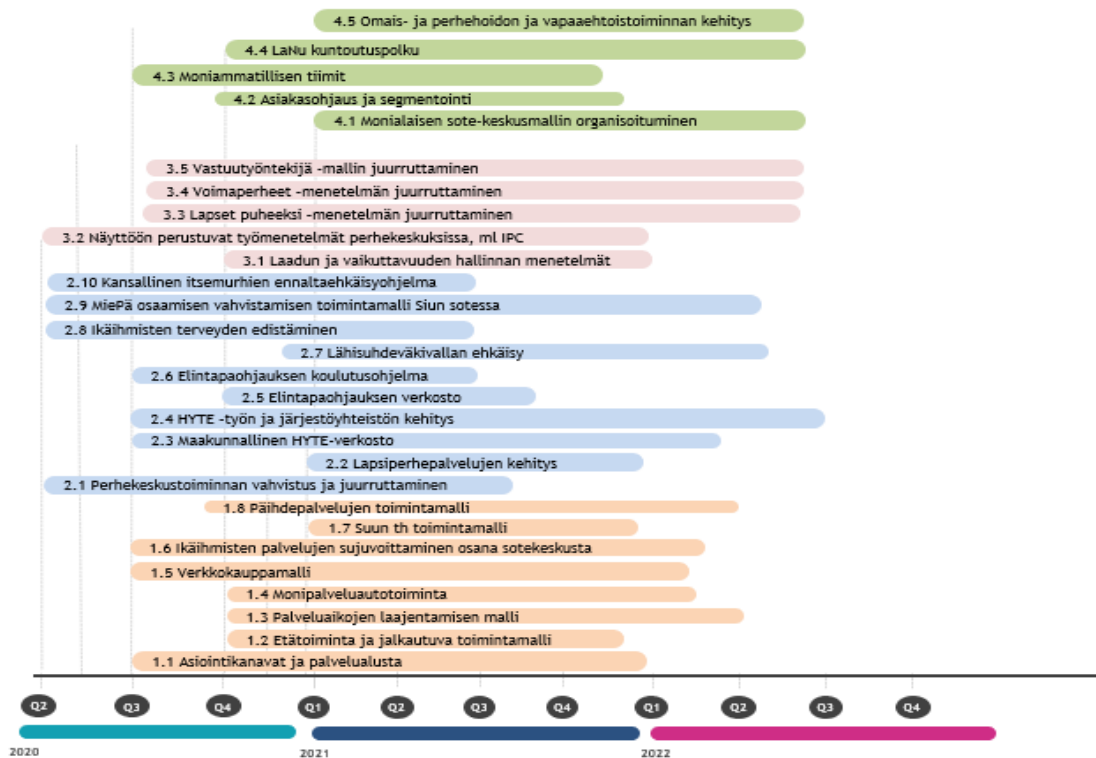 4.5 Omais- ja perhehoidon ja vapaaehtoistoiminnan kehitys
4.4 LaNu kuntoutuspolku
4.3 Moniammatillisen tiimit
4.2 Asiakasohjaus ja segmentointi
4.1 Monialaisen sote-keskusmallin organisoituminen
3.5 Vastuutyöntekijä -mallin juurruttaminen
3.4 Voimaperheet -menetelmän juurruttaminen
3.3 Lapset puheeksi -menetelmän juurruttaminen
3.2 Näyttöön perustuvat työmenetelmät perhekeskuksissa, ml IPC
3.1 Laadun ja vaikuttavuuden hallinnan menetelmät
2.10 Kansallinen itsemurhien ennaltaehkäisyohjelma
2.9 MiePä osaamisen vahvistamisen toimintamalli Siun sotessa
2.8 Ikäihmisten terveyden edistäminen
2.7 Lähisuhdeväkivallan ehkäisy
2.6 Elintapaohjauksen koulutusohjelma
2.5 Elintapaohjauksen verkosto
2.4 HYTE -työn ja järjestöyhteistön kehitys
2.3 Maakunnallinen HYTE-verkosto
2.2 Lapsiperhepalvelujen kehitys
2.1 Perhekeskustoiminnan vahvistus ja juurruttaminen
1.8 Päihdepalvelujen toimintamalli
1.7 Suun th toimintamalli
1.6 Ikäihmisten palvelujen sujuvoittaminen osana sotekeskusta
1.5 Verkkokauppamalli
1.4 Monipalveluautotoiminta
1.3 Palveluaikojen laajentamisen malli
1.2 Etätoiminta ja jalkautuva toimintamalli
1.1 Asiointikanavat ja palvelualusta
Q2 Q3 Q4 Q1 Q2 Q3 Q4 Q1 Q2 Q3 Q4
2020 2021 2022